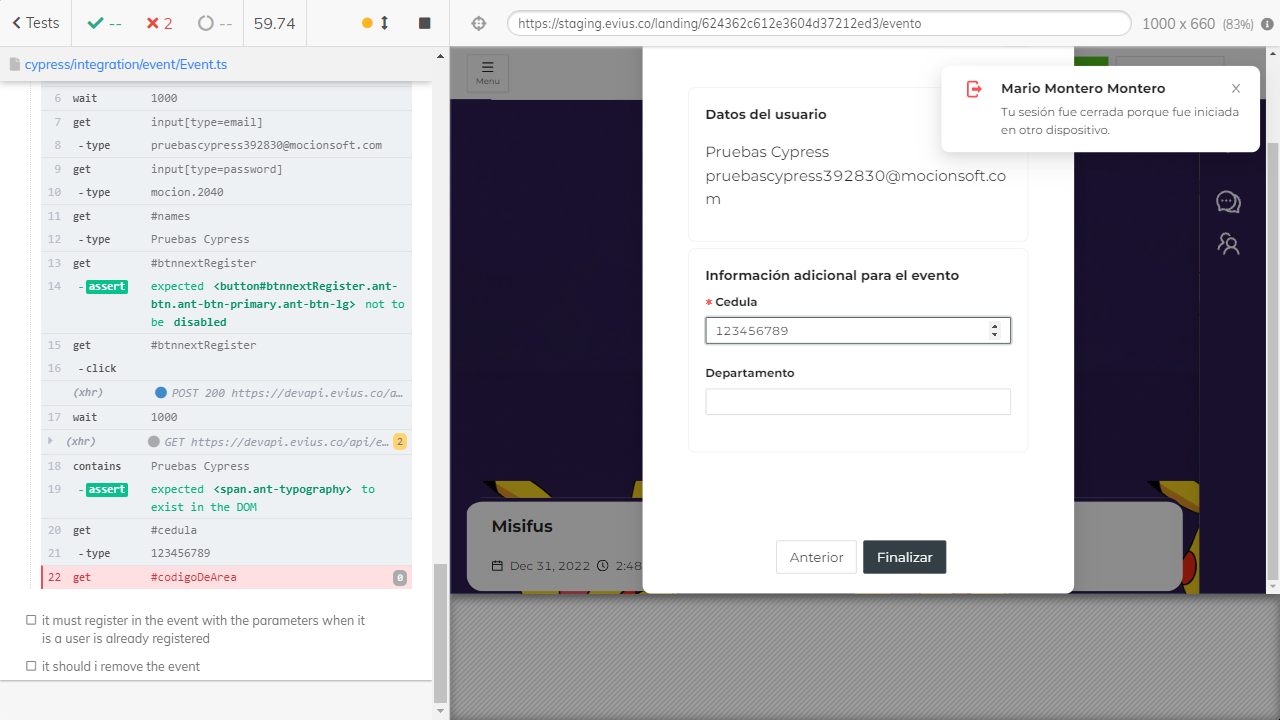 Tests
--
2
--
59.74
https://staging.evius.co/landing/624362c612e3604d37212ed3/evento
1000 x 660 (83%)
cypress/integration/event/Event.ts
6 wait 1000
7 get input[type=email]
8 -type pruebascypress392830@mocionsoft.com
9 get input[type=password]
10 -type mocion.2040
11 get #names
12 -type Pruebas Cypress
13 get #btnnextRegister
14 -assert expected <button#btnnextRegister.ant-
btn.ant-btn-primary.ant-btn-lg> not to
be disabled
15 get #btnnextRegister
16 -click
(xhr) POST 200 https://devapi.evius.co/a…
17 wait 1000
(xhr) GET https://devapi.evius.co/api/e… 2
18 contains Pruebas Cypress
19 -assert expected <span.ant-typography> to
exist in the DOM
20 get #cedula
21 -type 123456789
22 get #codigoDeArea 0
it must register in the event with the parameters when it
is a user is already registered
it should i remove the event
Menu
Mario Montero Montero
Tu sesión fue cerrada porque fue iniciada
en otro dispositivo.
Datos del usuario
Pruebas Cypress
pruebascypress392830@mocionsoft.co
m
Información adicional para el evento
* Cedula
123456789
Departamento
Anterior
Finalizar
Misifus
Dec 31, 2022 2:48